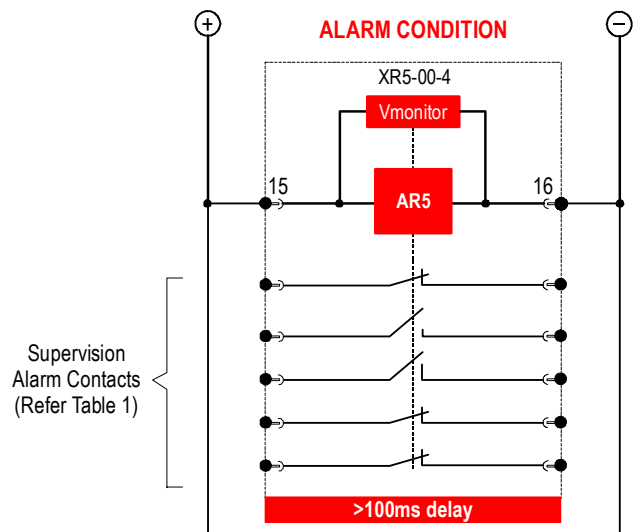 +
−
ALARM CONDITION
XR5-00-4
Vmonitor
15
AR5
16
Supervision
Alarm Contacts
(Refer Table 1)
>100ms delay